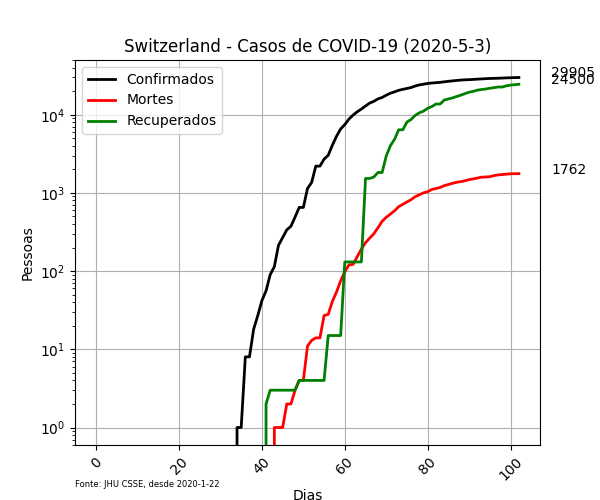 Switzerland - Casos de COVID-19 (2020-5-3)
Confirmados
Mortes
Recuperados
29905
24500
1762
Pessoas
10⁴
10³
10²
10¹
10⁰
0 20 40 60 80 100
Dias
Fonte: JHU CSSE, desde 2020-1-22